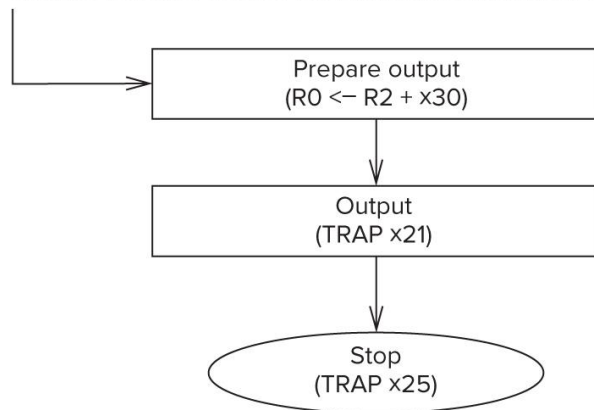 Prepare output
(R0 <– R2 + x30)
Output
(TRAP x21)
Stop
(TRAP x25)